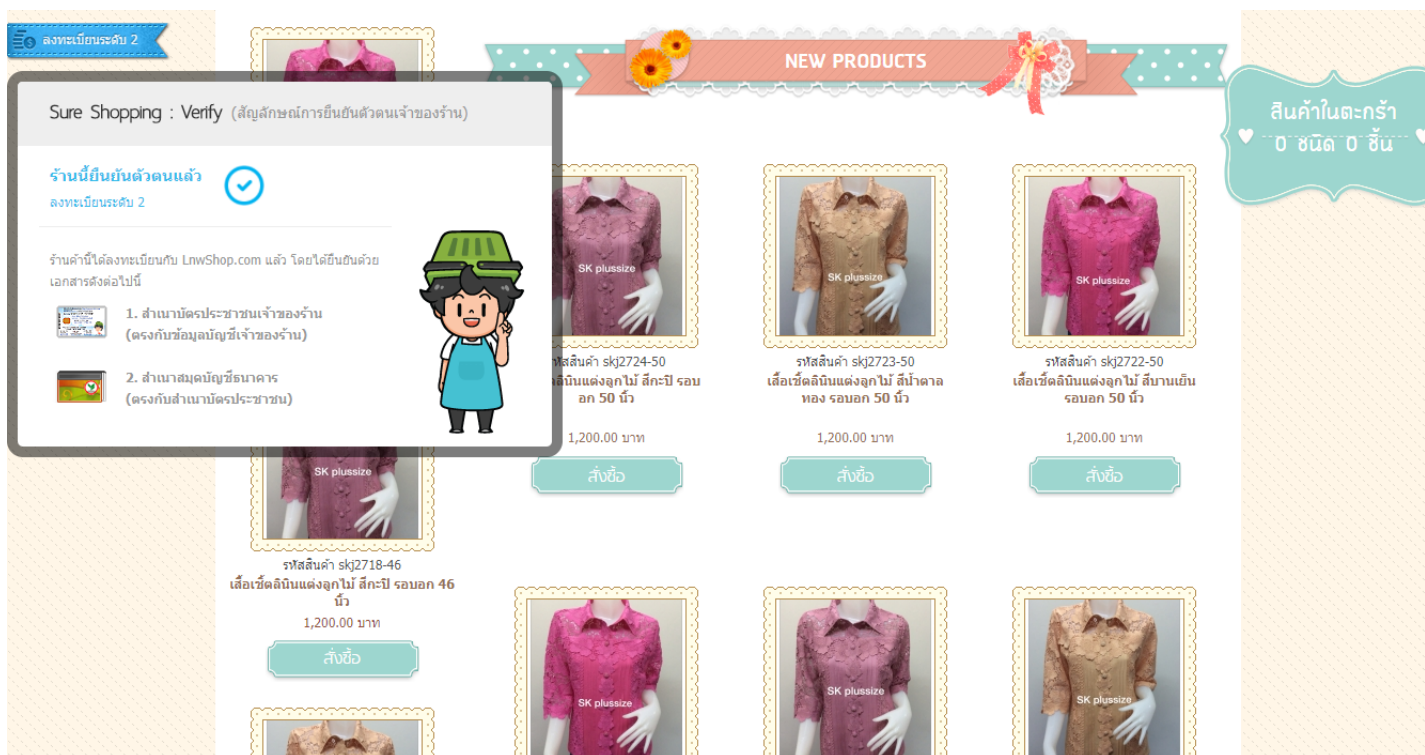 ลงทะเบียนระดับ 2
NEW PRODUCTS
สินค้าในตะกร้า
0 ชนิด 0 ชิ้น
Sure Shopping : Verify (สัญลักษณ์การยืนยันตัวตนเจ้าของร้าน)
ร้านนี้ยืนยันตัวตนแล้ว
ลงทะเบียนระดับ 2
ร้านค้านี้ได้ลงทะเบียนกับ LnwShop.com แล้ว โดยได้ยืนยันด้วย
เอกสารดังต่อไปนี้
1. สำเนาบัตรประชาชนเจ้าของร้าน
(ตรงกับข้อมูลบัญชีเจ้าของร้าน)
2. สำเนาสมุดบัญชีธนาคาร
(ตรงกับสำเนาบัตรประชาชน)
SK plussize
รหัสสินค้า skj2718-46
เสื้อเชิ้ตลินินแต่งลูกไม้ สีกะปิ รอบอก 46
นิ้ว
1,200.00 บาท
สั่งซื้อ
SK plussize
skj2724-50
สีกะปิ รอบ
อก 50 นิ้ว
1,200.00 บาท
สั่งซื้อ
SK plussize
รหัสสินค้า skj2723-50
เสื้อเชิ้ตลินินแต่งลูกไม้ สีน้ำตาล
ทอง รอบอก 50 นิ้ว
1,200.00 บาท
สั่งซื้อ
SK plussize
รหัสสินค้า skj2722-50
เสื้อเชิ้ตลินินแต่งลูกไม้ สีบานเย็น
รอบอก 50 นิ้ว
1,200.00 บาท
สั่งซื้อ
SK plussize
SK plussize
SK plussize